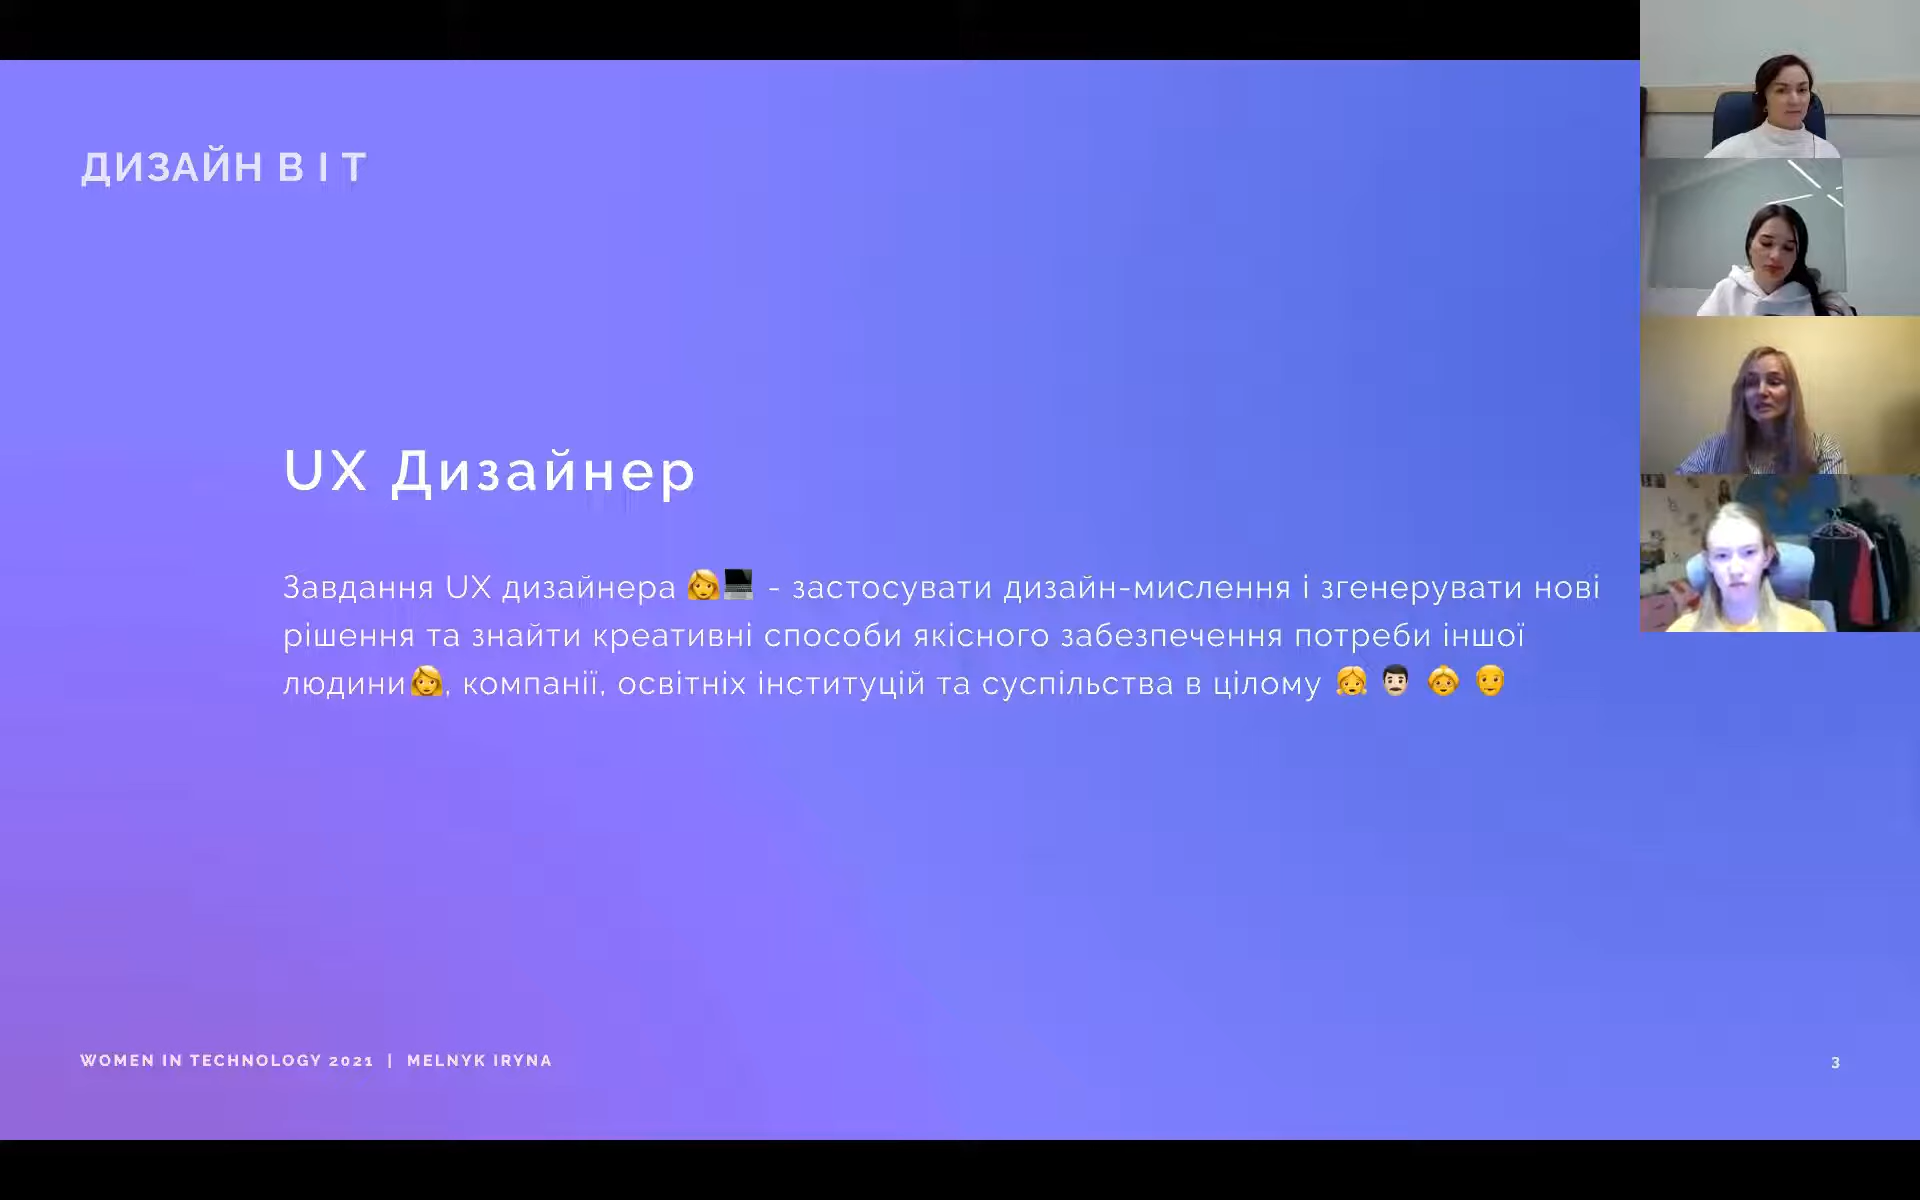 ДИЗАЙН В І Т
UX Дизайнер
Завдання UX дизайнера 👩💻 - застосувати дизайн-мислення і згенерувати нові
рішення та знайти креативні способи якісного забезпечення потреби іншої
людини👩, компанії, освітніх інституцій та суспільства в цілому 👧 👨🏻 👵 👴
WOMEN IN TECHNOLOGY 2021 | MELNYK IRYNA
3